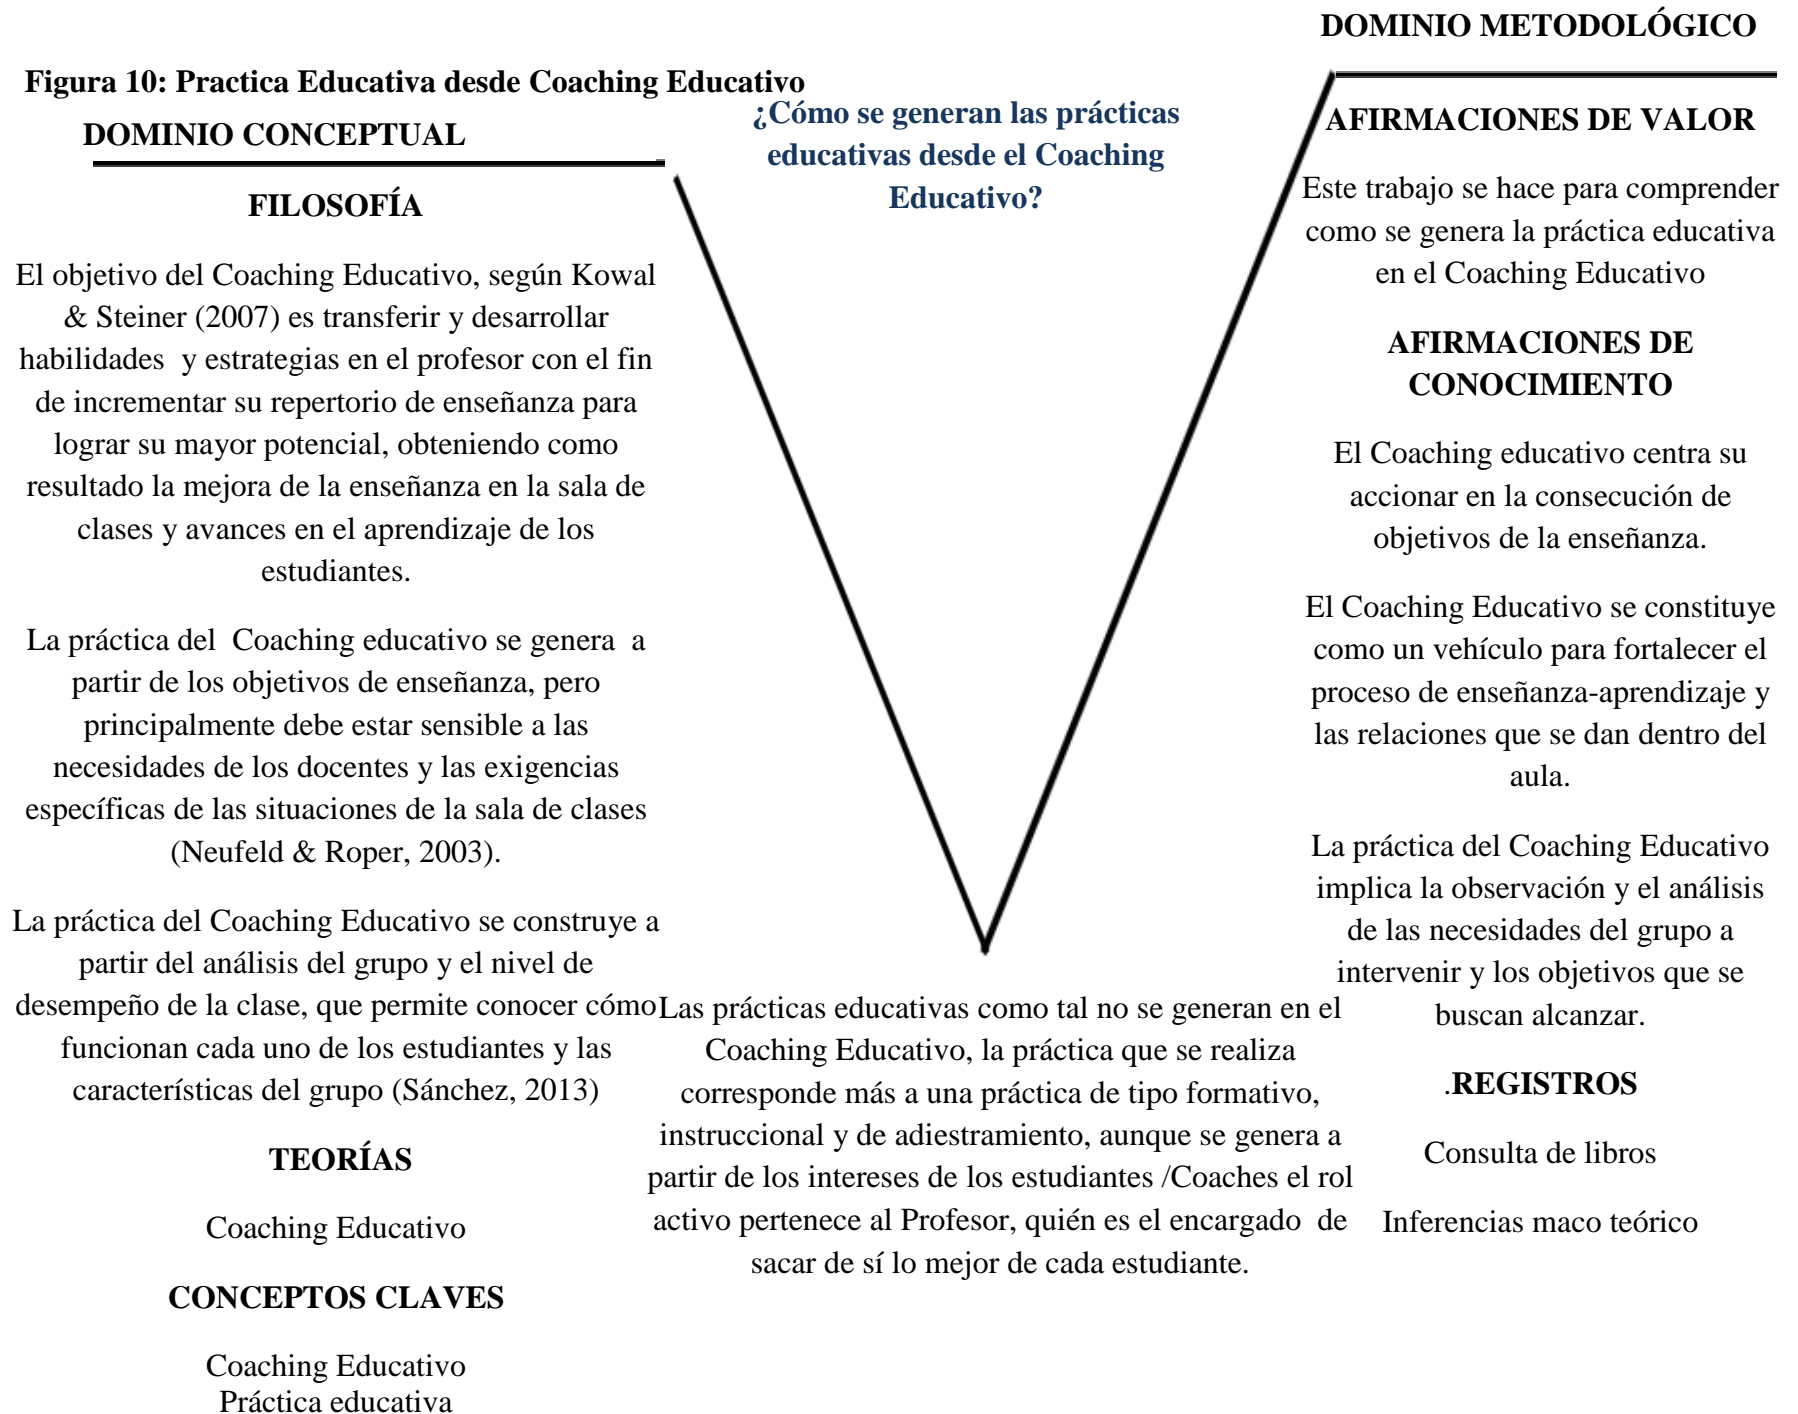 Figura 10: Practica Educativa desde Coaching Educativo
DOMINIO CONCEPTUAL
FILOSOFÍA
El objetivo del Coaching Educativo, según Kowal
& Steiner (2007) es transferir y desarrollar
habilidades y estrategias en el profesor con el fin
de incrementar su repertorio de enseñanza para
lograr su mayor potencial, obteniendo como
resultado la mejora de la enseñanza en la sala de
clases y avances en el aprendizaje de los
estudiantes.
La práctica del Coaching educativo se genera a
partir de los objetivos de enseñanza, pero
principalmente debe estar sensible a las
necesidades de los docentes y las exigencias
específicas de las situaciones de la sala de clases
(Neufeld & Roper, 2003).
La práctica del Coaching Educativo se construye a
partir del análisis del grupo y el nivel de
desempeño de la clase, que permite conocer cómo
funcionan cada uno de los estudiantes y las
características del grupo (Sánchez, 2013)
TEORÍAS
Coaching Educativo
CONCEPTOS CLAVES
Coaching Educativo
Práctica educativa
¿Cómo se generan las prácticas
educativas desde el Coaching
Educativo?
Las prácticas educativas como tal no se generan en el
Coaching Educativo, la práctica que se realiza
corresponde más a una práctica de tipo formativo,
instruccional y de adiestramiento, aunque se genera a
partir de los intereses de los estudiantes /Coaches el rol
activo pertenece al Profesor, quién es el encargado de
sacar de sí lo mejor de cada estudiante.
DOMINIO METODOLÓGICO
AFIRMACIONES DE VALOR
Este trabajo se hace para comprender
como se genera la práctica educativa
en el Coaching Educativo
AFIRMACIONES DE
CONOCIMIENTO
El Coaching educativo centra su
accionar en la consecución de
objetivos de la enseñanza.
El Coaching Educativo se constituye
como un vehículo para fortalecer el
proceso de enseñanza-aprendizaje y
las relaciones que se dan dentro del
aula.
La práctica del Coaching Educativo
implica la observación y el análisis
de las necesidades del grupo a
intervenir y los objetivos que se
buscan alcanzar.
.REGISTROS
Consulta de libros
Inferencias maco teórico